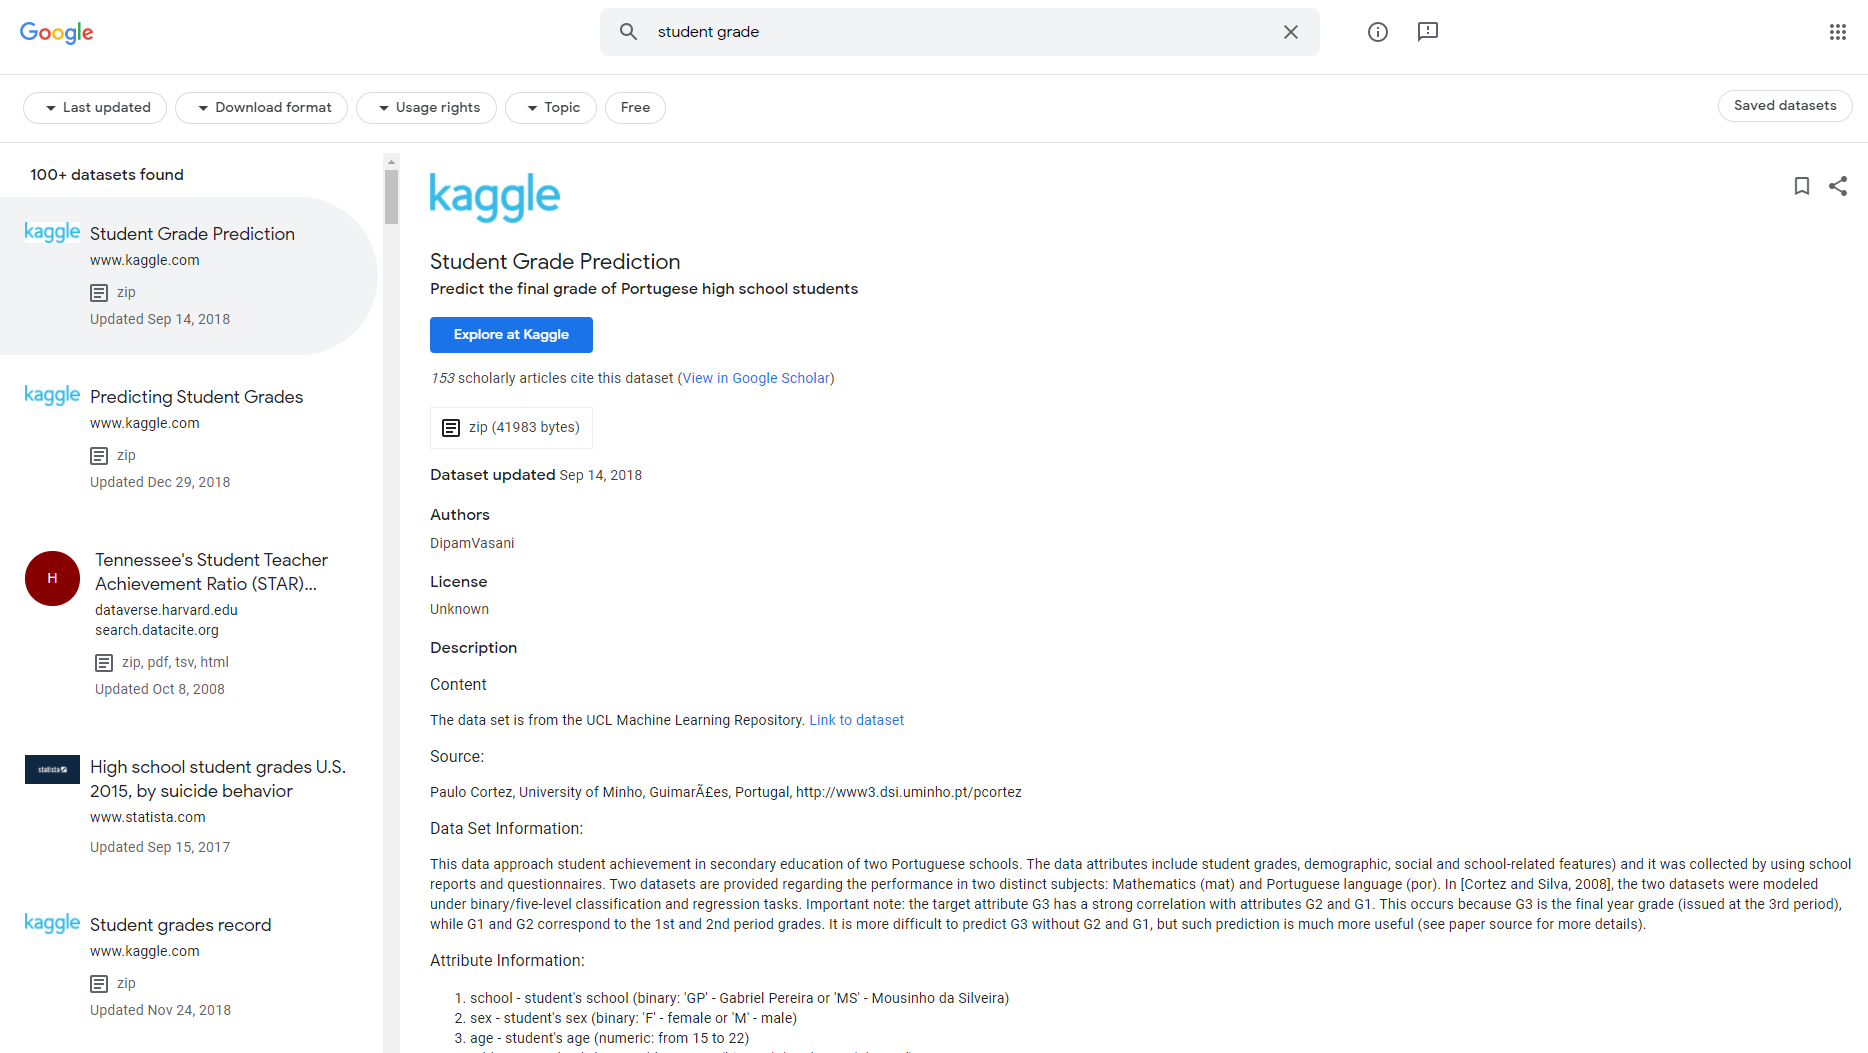 Google
student grade
Last updated
Download format
Usage rights
Topic
Free
Saved datasets
100+ datasets found
kaggle
Student Grade Prediction
www.kaggle.com
zip
Updated Sep 14, 2018
kaggle
Predicting Student Grades
www.kaggle.com
zip
Updated Dec 29, 2018
H
Tennessee's Student Teacher
Achievement Ratio (STAR)...
dataverse.harvard.edu
search.datacite.org
zip, pdf, tsv, html
Updated Oct 8, 2008
statista
High school student grades U.S.
2015, by suicide behavior
www.statista.com
Updated Sep 15, 2017
kaggle
Student grades record
www.kaggle.com
zip
Updated Nov 24, 2018
kaggle
Student Grade Prediction
Predict the final grade of Portugese high school students
Explore at Kaggle
153 scholarly articles cite this dataset (View in Google Scholar)
zip (41983 bytes)
Dataset updated Sep 14, 2018
Authors
DipamVasani
License
Unknown
Description
Content
The data set is from the UCL Machine Learning Repository. Link to dataset
Source:
Paulo Cortez, University of Minho, GuimarÃ£es, Portugal, http://www3.dsi.uminho.pt/pcortez
Data Set Information:
This data approach student achievement in secondary education of two Portuguese schools. The data attributes include student grades, demographic, social and school-related features) and it was collected by using school
reports and questionnaires. Two datasets are provided regarding the performance in two distinct subjects: Mathematics (mat) and Portuguese language (por). In [Cortez and Silva, 2008], the two datasets were modeled
under binary/five-level classification and regression tasks. Important note: the target attribute G3 has a strong correlation with attributes G2 and G1. This occurs because G3 is the final year grade (issued at the 3rd period),
while G1 and G2 correspond to the 1st and 2nd period grades. It is more difficult to predict G3 without G2 and G1, but such prediction is much more useful (see paper source for more details).
Attribute Information:
1. school - student's school (binary: 'GP' - Gabriel Pereira or 'MS' - Mousinho da Silveira)
2. sex - student's sex (binary: 'F' - female or 'M' - male)
3. age - student's age (numeric: from 15 to 22)